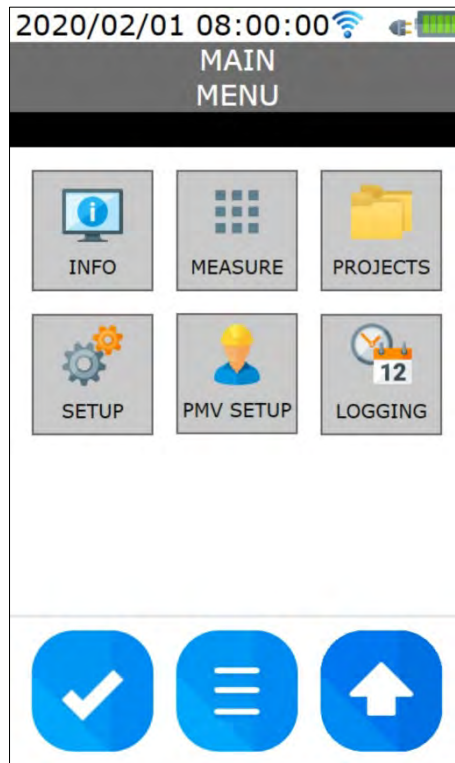 2020/02/01 08:00:00
MAIN
MENU
INFO MEASURE PROJECTS
12
SETUP PMV SETUP LOGGING